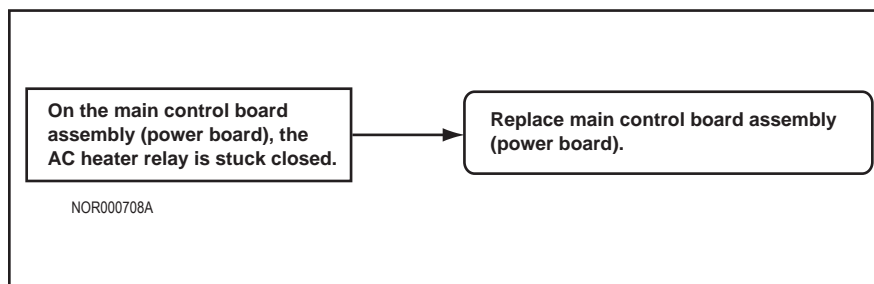 On the main control board
assembly (power board), the
AC heater relay is stuck closed.
Replace main control board assembly
(power board).
NOR000708A